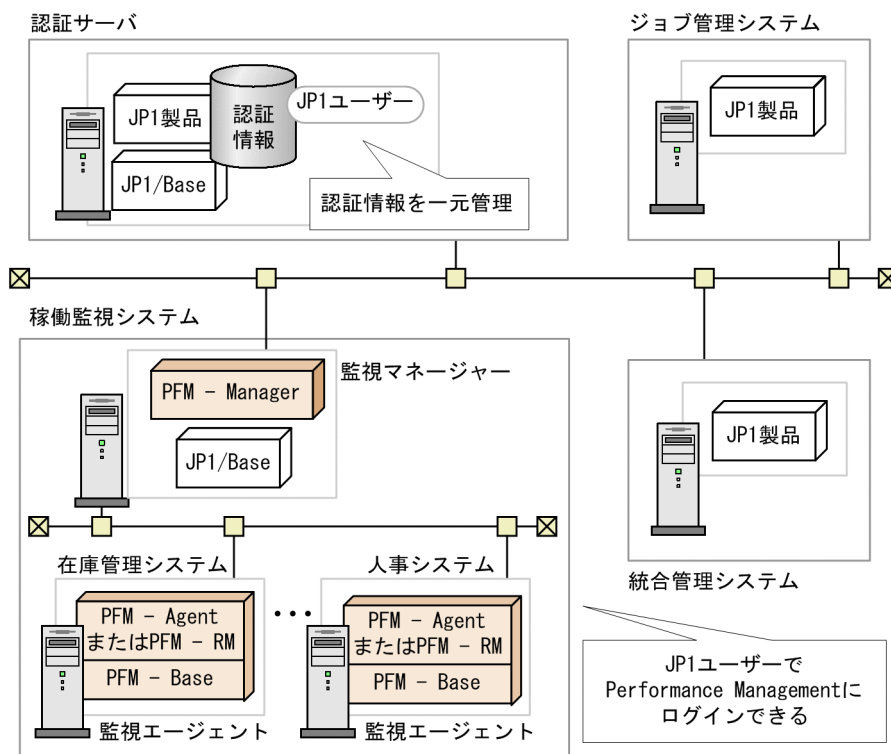 認証サーバ
ジョブ管理システム
JP1製品
認証
情報
JP1ユーザー
JP1/Base
認証情報を一元管理
JP1製品
稼働監視システム
監視マネージャー
PFM － Manager
JP1/Base
JP1製品
統合管理システム
在庫管理システム
人事システム
PFM － Agent
またはPFM － RM
PFM － Base
監視エージェント
･･･
PFM － Agent
またはPFM － RM
PFM － Base
監視エージェント
JP1ユーザーで
Performance Managementに
ログインできる